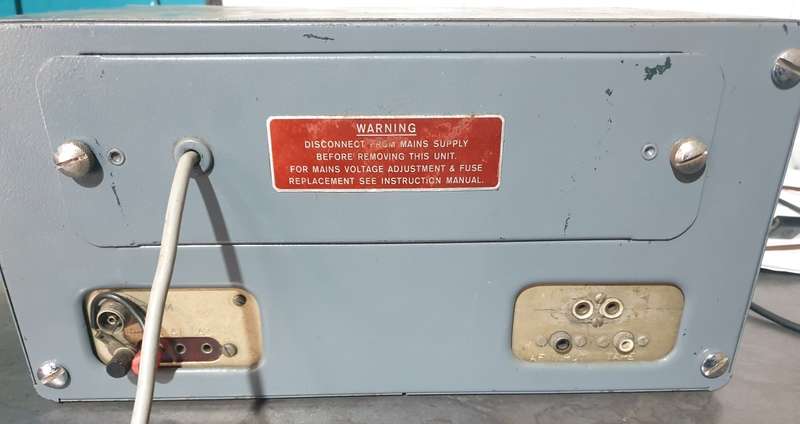 WARNING
DISCONNECT FROM MAINS SUPPLY
BEFORE REMOVING THIS UNIT.
FOR MAINS VOLTAGE ADJUSTMENT & FUSE
REPLACEMENT SEE INSTRUCTION MANUAL.